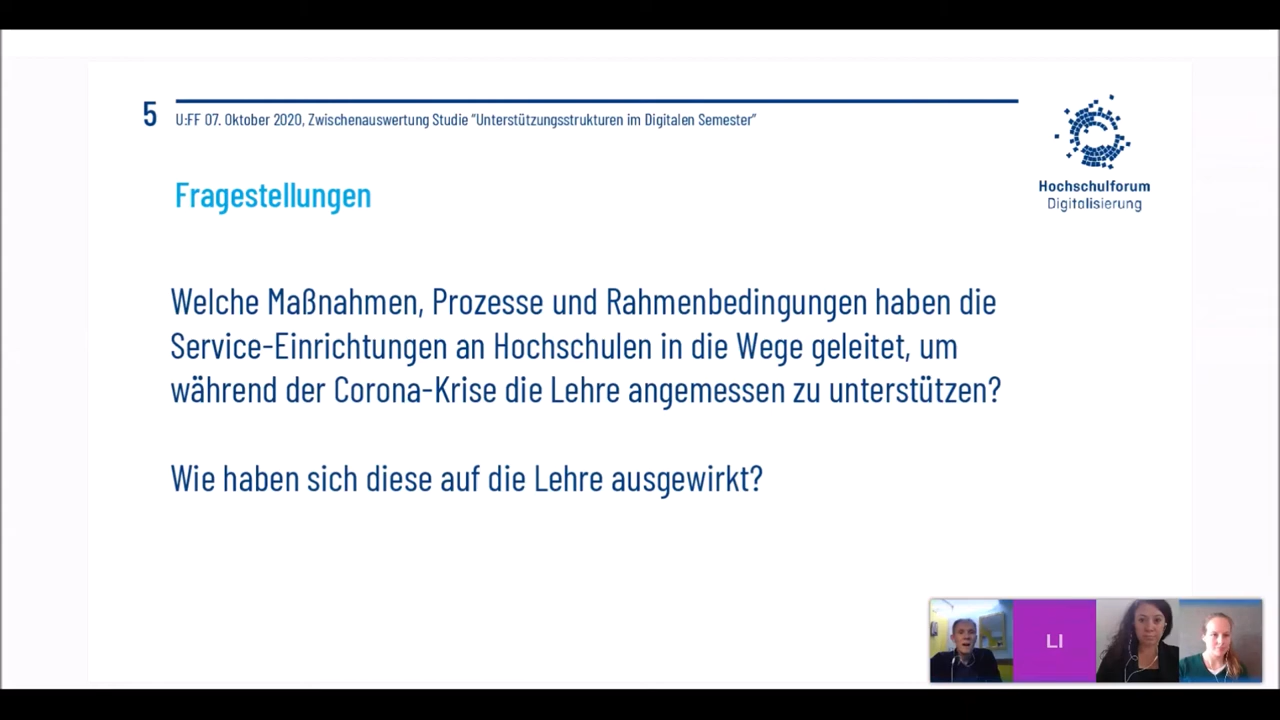 5
U:FF 07. Oktober 2020, Zwischenauswertung Studie "Unterstützungsstrukturen im Digitalen Semester"
Hochschulforum
Digitalisierung
Fragestellungen
Welche Maßnahmen, Prozesse und Rahmenbedingungen haben die
Service-Einrichtungen an Hochschulen in die Wege geleitet, um
während der Corona-Krise die Lehre angemessen zu unterstützen?
Wie haben sich diese auf die Lehre ausgewirkt?
LI